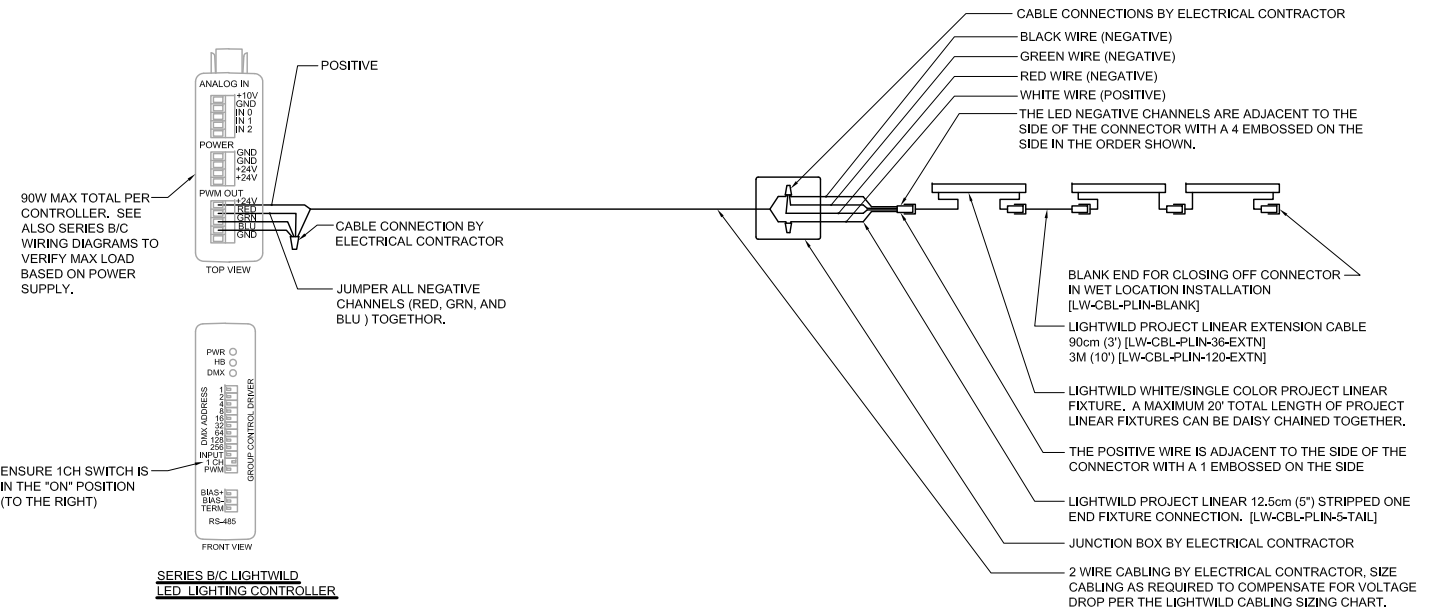 ANALOG IN
+10V
GND
IN 0
IN 1
IN 2
POWER
GND
GND
+24V
+24V
PWM OUT
+24V
RED
GRN
BLU
GND
TOP VIEW
POSITIVE
90W MAX TOTAL PER
CONTROLLER. SEE
ALSO SERIES B/C
WIRING DIAGRAMS TO
VERIFY MAX LOAD
BASED ON POWER
SUPPLY.
CABLE CONNECTION BY
ELECTRICAL CONTRACTOR
JUMPER ALL NEGATIVE
CHANNELS (RED, GRN, AND
BLU ) TOGETHOR.
PWR
HB
DMX
DMX ADDRESS
1
2
4
8
16
32
64
128
256
INPUT
1 CH
PWM
GROUP CONTROL DRIVER
BIAS+
BIAS-
TERM
RS-485
FRONT VIEW
ENSURE 1CH SWITCH IS
IN THE "ON" POSITION
(TO THE RIGHT)
SERIES B/C LIGHTWILD
LED LIGHTING CONTROLLER
CABLE CONNECTIONS BY ELECTRICAL CONTRACTOR
BLACK WIRE (NEGATIVE)
GREEN WIRE (NEGATIVE)
RED WIRE (NEGATIVE)
WHITE WIRE (POSITIVE)
THE LED NEGATIVE CHANNELS ARE ADJACENT TO THE
SIDE OF THE CONNECTOR WITH A 4 EMBOSSED ON THE
SIDE IN THE ORDER SHOWN.
BLANK END FOR CLOSING OFF CONNECTOR
IN WET LOCATION INSTALLATION
[LW-CBL-PLIN-BLANK]
LIGHTWILD PROJECT LINEAR EXTENSION CABLE
90cm (3') [LW-CBL-PLIN-36-EXTN]
3M (10') [LW-CBL-PLIN-120-EXTN]
LIGHTWILD WHITE/SINGLE COLOR PROJECT LINEAR
FIXTURE. A MAXIMUM 20' TOTAL LENGTH OF PROJECT
LINEAR FIXTURES CAN BE DAISY CHAINED TOGETHER.
THE POSITIVE WIRE IS ADJACENT TO THE SIDE OF THE
CONNECTOR WITH A 1 EMBOSSED ON THE SIDE
LIGHTWILD PROJECT LINEAR 12.5cm (5") STRIPPED ONE
END FIXTURE CONNECTION. [LW-CBL-PLIN-5-TAIL]
JUNCTION BOX BY ELECTRICAL CONTRACTOR
2 WIRE CABLING BY ELECTRICAL CONTRACTOR, SIZE
CABLING AS REQUIRED TO COMPENSATE FOR VOLTAGE
DROP PER THE LIGHTWILD CABLING SIZING CHART.